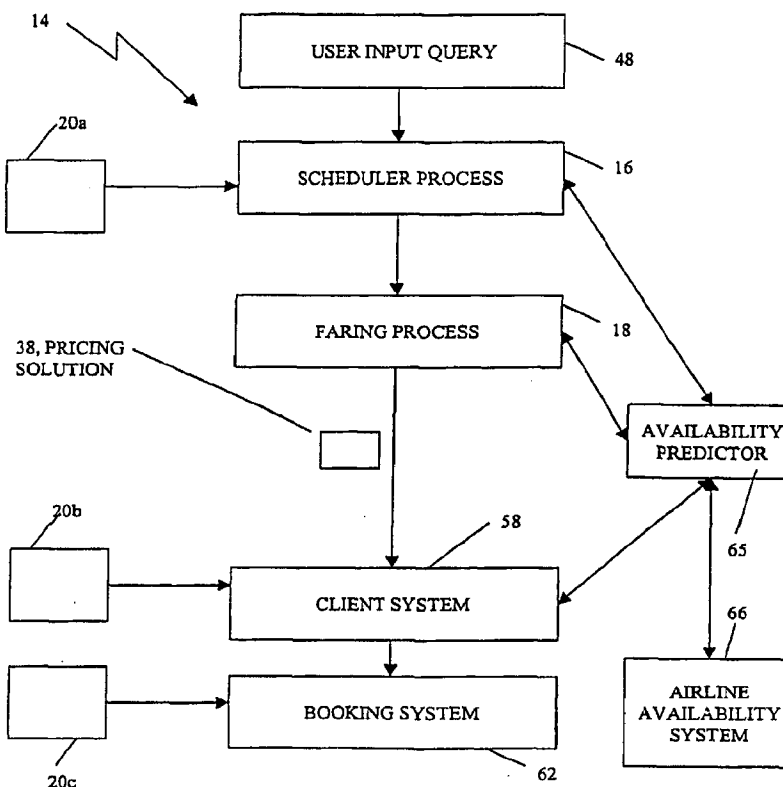 14
USER INPUT QUERY
48
20a
16
SCHEDULER PROCESS
FARING PROCESS
18
38, PRICING
SOLUTION
AVAILABILITY
PREDICTOR
20b
58
65
CLIENT SYSTEM
66
BOOKING SYSTEM
AIRLINE
AVAILABILITY
SYSTEM
20c
62